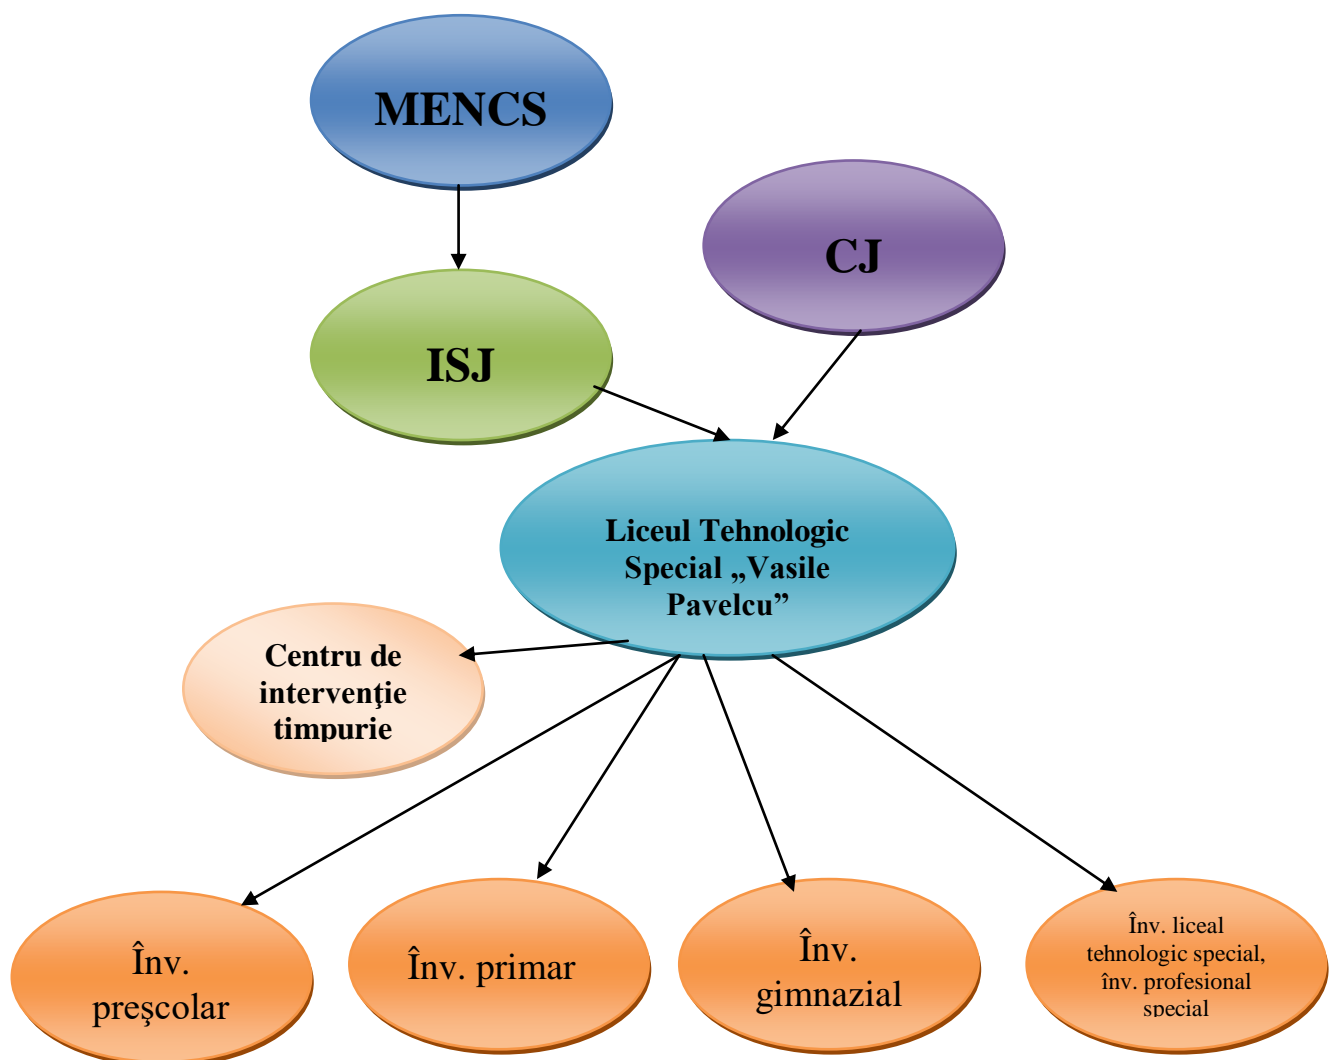 MENCS
CJ
ISJ
Liceul Tehnologic
Special „Vasile
Pavelcu”
Centru de
intervenţie
timpurie
Înv.
preşcolar
Înv. primar
Înv.
gimnazial
Înv. liceal
tehnologic special,
înv. profesional
special